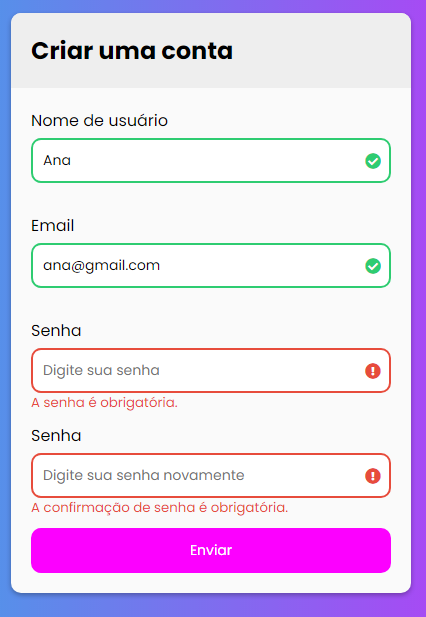 Criar uma conta
Nome de usuário
Ana
Email
ana@gmail.com
Senha
Digite sua senha
A senha é obrigatória.
Senha
Digite sua senha novamente
A confirmação de senha é obrigatória.
Enviar